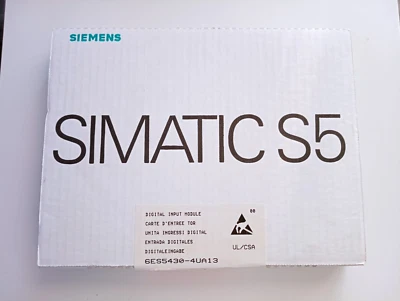 SIEMENS
SIMATIC S5
DIGITAL INPUT MODULE
CARTE D'ENTREE TOR
UNITA INGRESSI DIGITAL
ENTRADA DIGITALES
DIGITALEINGABE
6ES5430-4UA13
UL/CSA